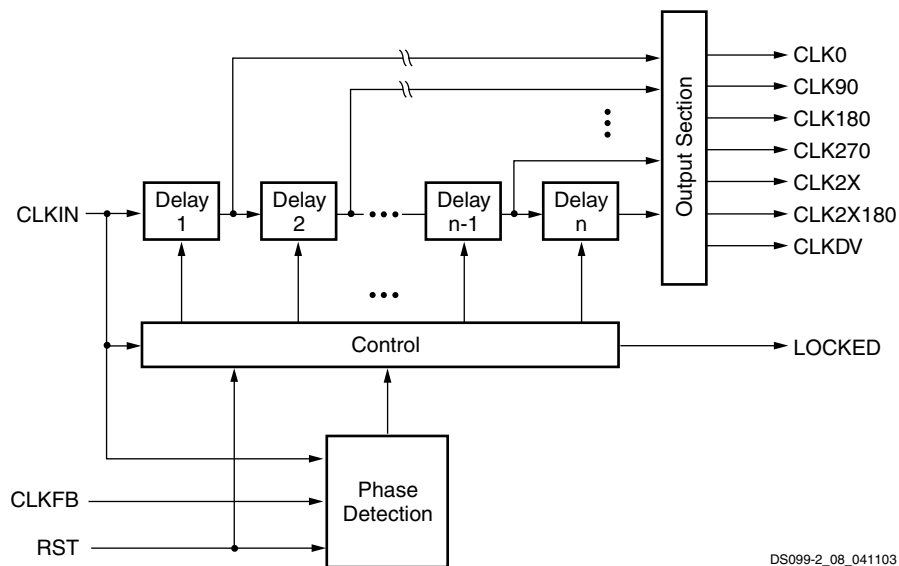 CLK0
CLK90
CLK180
CLK270
CLK2X
CLK2X180
CLKDV
Output Section
CLKIN
Delay
1
Delay
2
Delay
n-1
Delay
n
Control
LOCKED
Phase
Detection
CLKFB
RST
DS099-2_08_041103